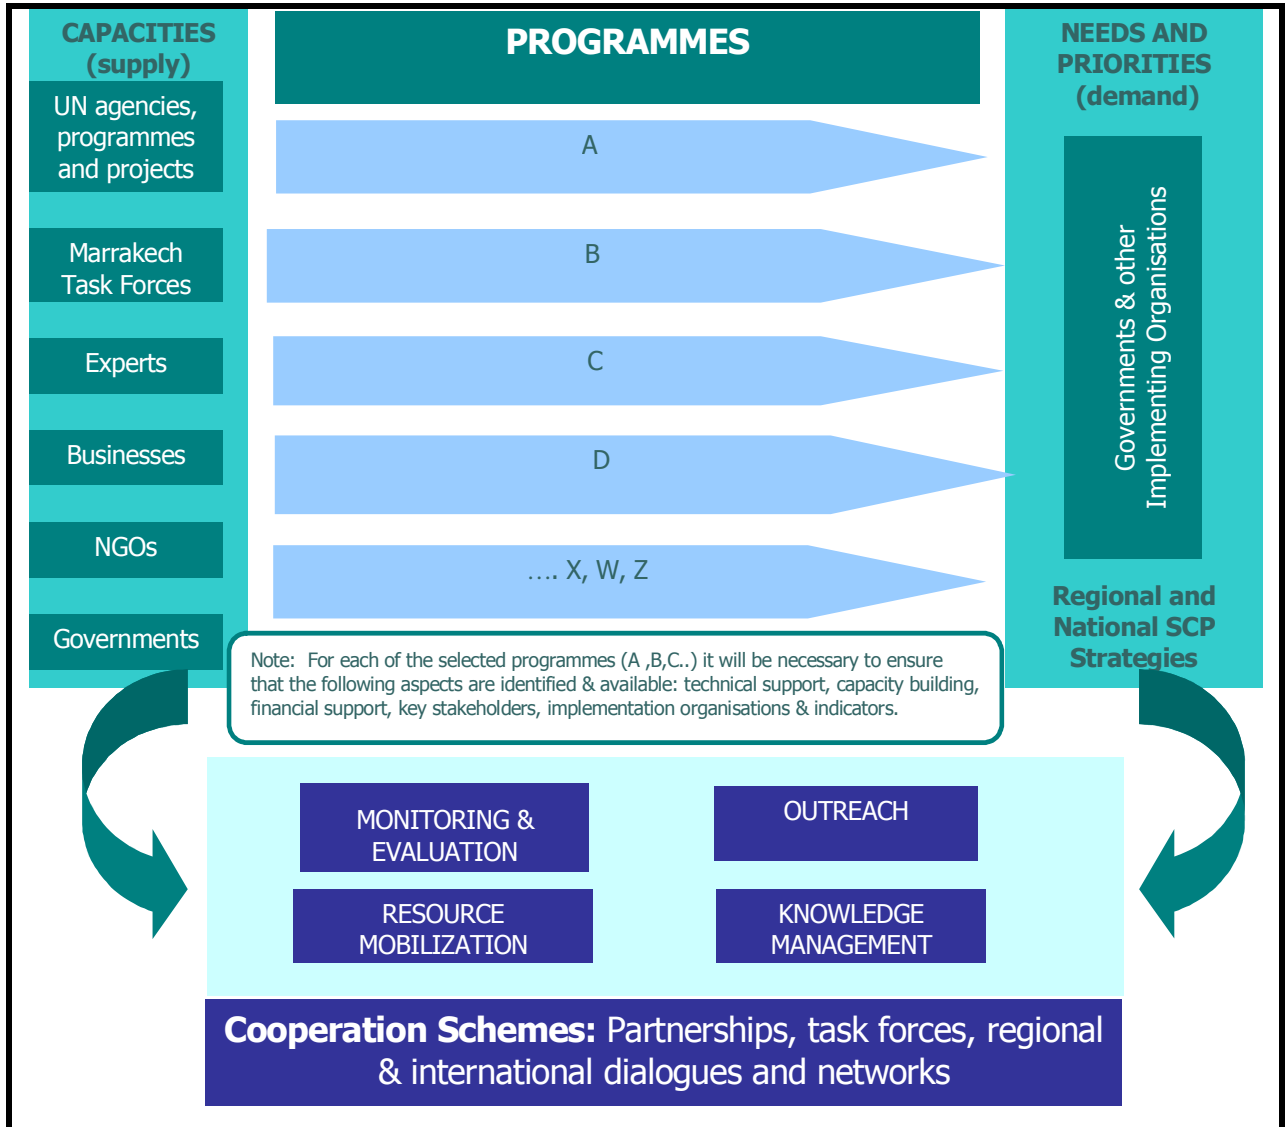 CAPACITIES
(supply)
UN agencies,
programmes
and projects
Marrakech
Task Forces
Experts
Businesses
NGOs
Governments
PROGRAMMES
A
B
C
D
.... X, W, Z
NEEDS AND
PRIORITIES
(demand)
Governments & other
Implementing Organisations
Regional and
National SCP
Strategies
Note:  For each of the selected programmes (A ,B,C..) it will be necessary to ensure
that the following aspects are identified & available: technical support, capacity building,
financial support, key stakeholders, implementation organisations & indicators.
MONITORING &
EVALUATION
OUTREACH
RESOURCE
MOBILIZATION
KNOWLEDGE
MANAGEMENT
Cooperation Schemes: Partnerships, task forces, regional
& international dialogues and networks